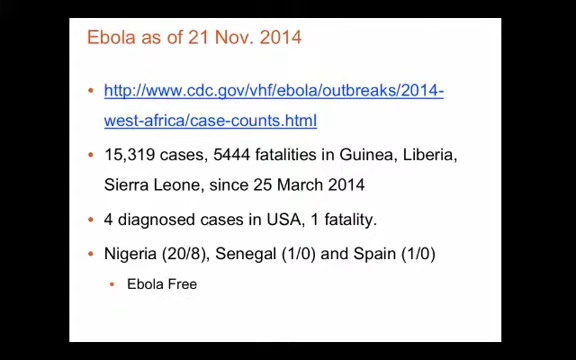 Ebola as of 21 Nov. 2014
• http://www.cdc.gov/vhf/ebola/outbreaks/2014-
west-africa/case-counts.html
• 15,319 cases, 5444 fatalities in Guinea, Liberia,
Sierra Leone, since 25 March 2014
• 4 diagnosed cases in USA, 1 fatality.
• Nigeria (20/8), Senegal (1/0) and Spain (1/0)
• Ebola Free